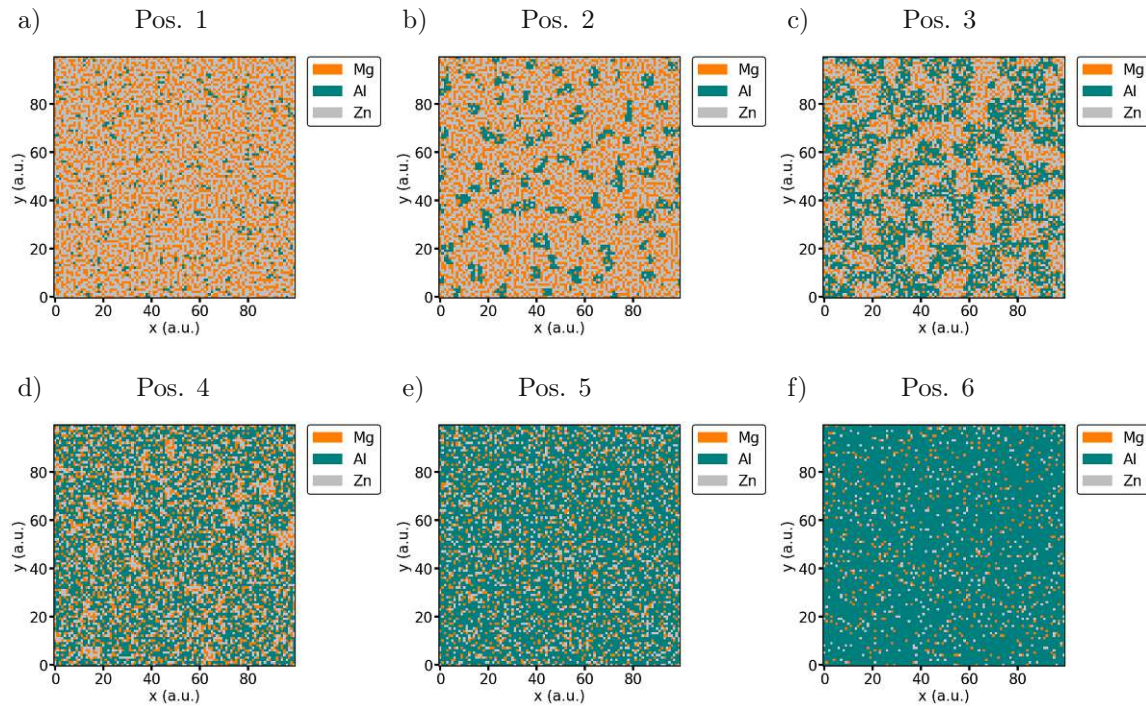 a) Pos. 1
b) Pos. 2
c) Pos. 3
Mg
Al
Zn
Mg
Al
Zn
Mg
Al
Zn
80
60
40
20
0
y (a.u.)
0 20 40 60 80
x (a.u.)
80
60
40
20
0
y (a.u.)
0 20 40 60 80
x (a.u.)
80
60
40
20
0
y (a.u.)
0 20 40 60 80
x (a.u.)
d) Pos. 4
e) Pos. 5
f) Pos. 6
Mg
Al
Zn
Mg
Al
Zn
Mg
Al
Zn
80
60
40
20
0
y (a.u.)
0 20 40 60 80
x (a.u.)
80
60
40
20
0
y (a.u.)
0 20 40 60 80
x (a.u.)
80
60
40
20
0
y (a.u.)
0 20 40 60 80
x (a.u.)